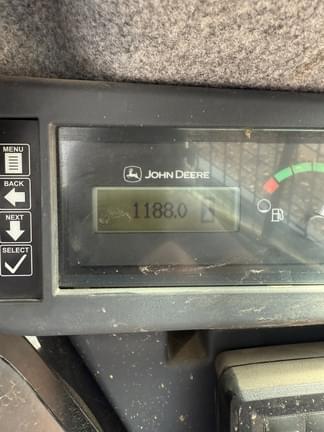 MENU
BACK
NEXT
SELECT
JOHN DEERE
1188.0